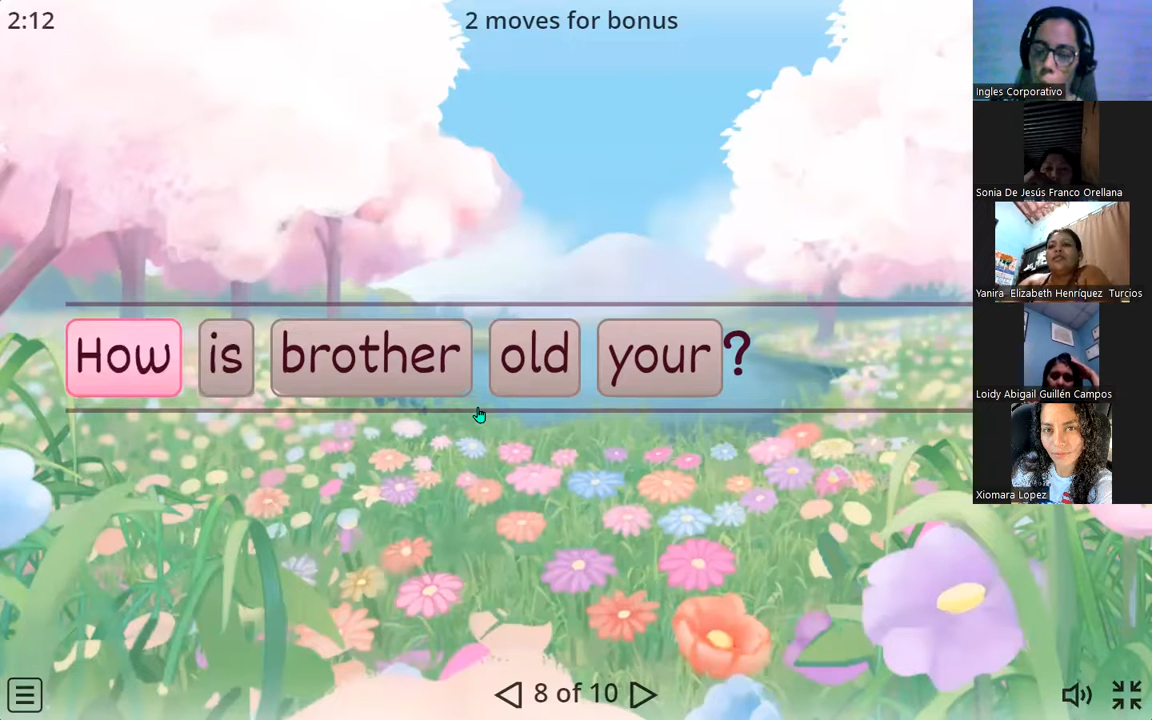 2:12
2 moves for bonus
How is brother old your?
8 of 10
Ingles Corporativo
Sonia De Jesús Franco Orellana
Yanira Elizabeth Henríquez Turcios
Loidy Abigail Guillén Campos
Xiomara Lopez